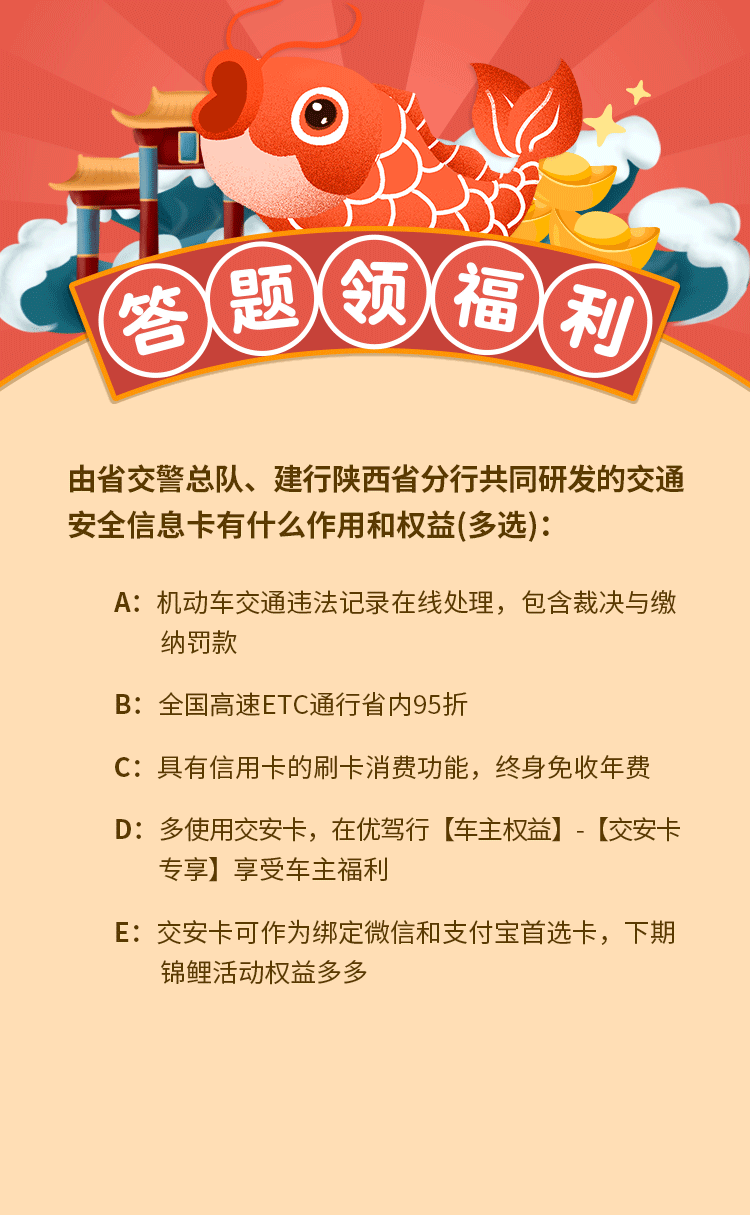 答题领福利
由省交警总队、建行陕西省分行共同研发的交通
安全信息卡有什么作用和权益(多选)：
A：机动车交通违法记录在线处理，包含裁决与缴
纳罚款
B：全国高速ETC通行省内95折
C：具有信用卡的刷卡消费功能，终身免收年费
D：多使用交安卡，在优驾行【车主权益】-【交安卡
专享】享受车主福利
E：交安卡可作为绑定微信和支付宝首选卡，下期
锦鲤活动权益多多